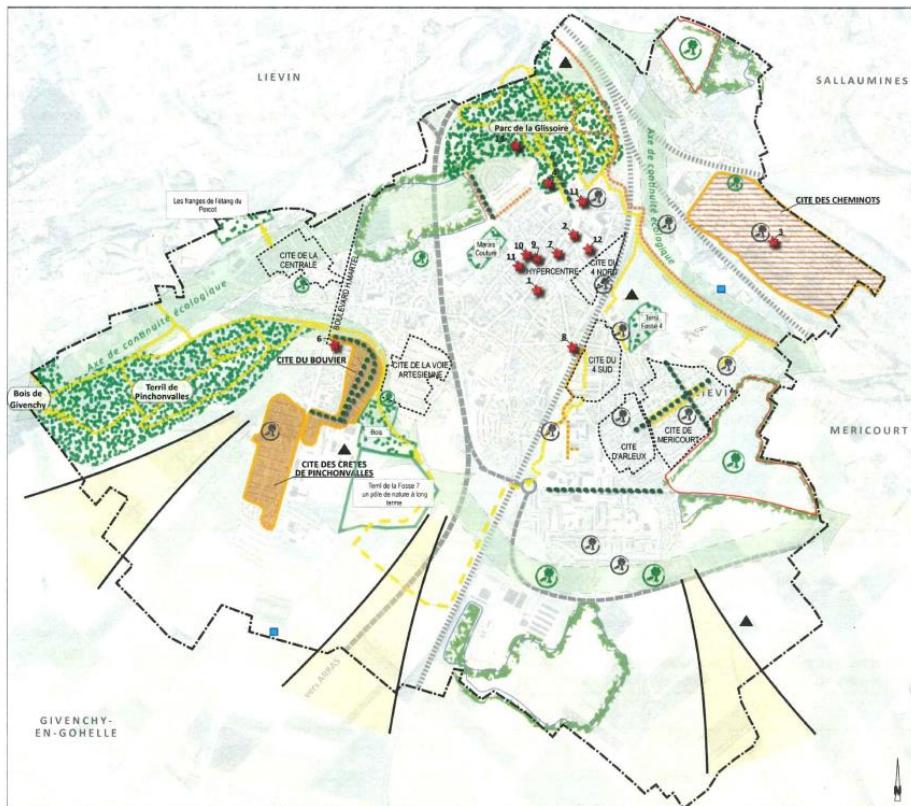 LIEVIN
SALLAUMINES
Parc de la Glissoire
Axe de continuité écologique
CITE DES CHEMINOTS
Les franges de l'étang du
Percot
CITE DE LA
CENTRALE
BOULEVARD H.MARTEL
Marais
Couture
11
2
12
10
9
7
11
HYPERCENTRE
1
3
CITE DU
4 NORD
Axe de continuité écologique
Terril
Fosse 4
6
8
CITE DU BOUVIER
CITE DE LA VOIE
ARTESIENNE
CITE DU
4 SUD
Bois de
Givenchy
Terril de
Pinchonvalles
Bois
CITE
D'ARLEUX
CITE DE
MERICOURT
MERICOURT
CITE DES CRETES
DE PINCHONVALLES
Terril de la Fosse 7
un pôle de nature à long
terme
vers ARRAS
GIVENCHY-
EN-GOHELLE
N